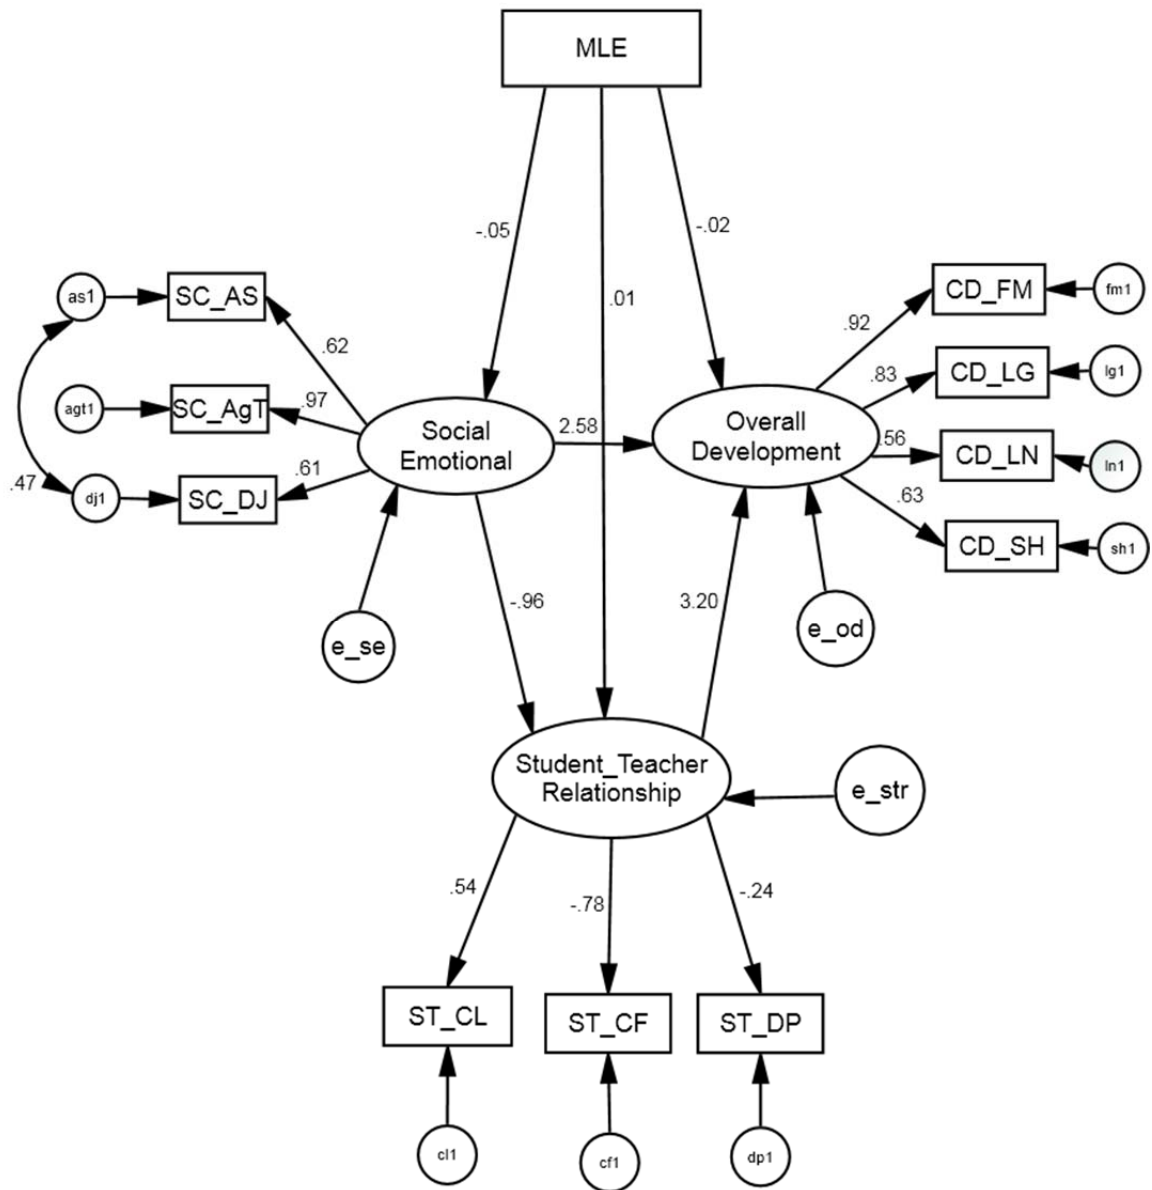 MLE
-.05
-.02
.01
as1
SC_AS
.62
agt1
SC_AgT
.97
.47
dj1
SC_DJ
.61
Social
Emotional
2.58
Overall
Development
.92
CD_FM
fm1
.83
CD_LG
lg1
.56
CD_LN
ln1
.63
CD_SH
sh1
e_se
-.96
3.20
e_od
Student_Teacher
Relationship
e_str
.54
-.78
-.24
ST_CL
ST_CF
ST_DP
cl1
cf1
dp1